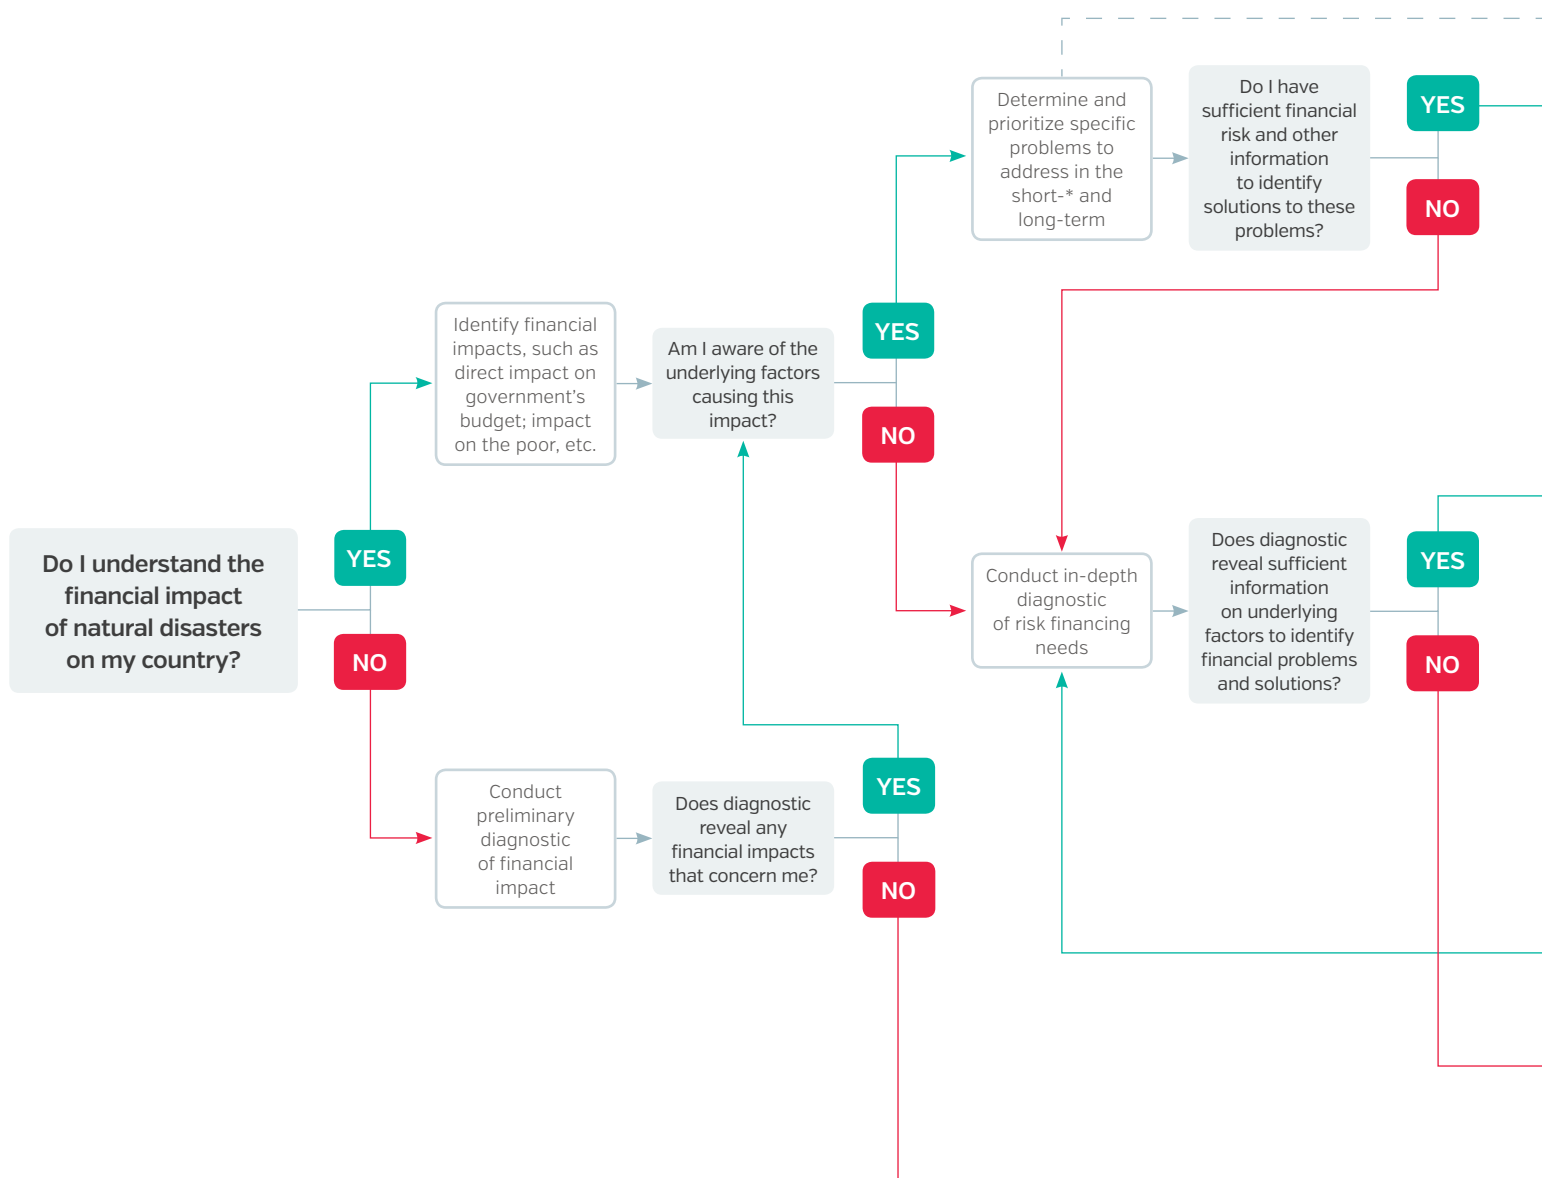 Do I understand the
financial impact
of natural disasters
on my country?
YES
NO
Identify financial
impacts, such as
direct impact on
government's
budget; impact
on the poor, etc.
Am I aware of the
underlying factors
causing this
impact?
YES
NO
Conduct
preliminary
diagnostic
of financial
impact
Does diagnostic
reveal any
financial impacts
that concern me?
YES
NO
Determine and
prioritize specific
problems to
address in the
short-* and
long-term
Do I have
sufficient financial
risk and other
information
to identify
solutions to these
problems?
YES
NO
Conduct in-depth
diagnostic
of risk financing
needs
Does diagnostic
reveal sufficient
information
on underlying
factors to identify
financial problems
and solutions?
YES
NO